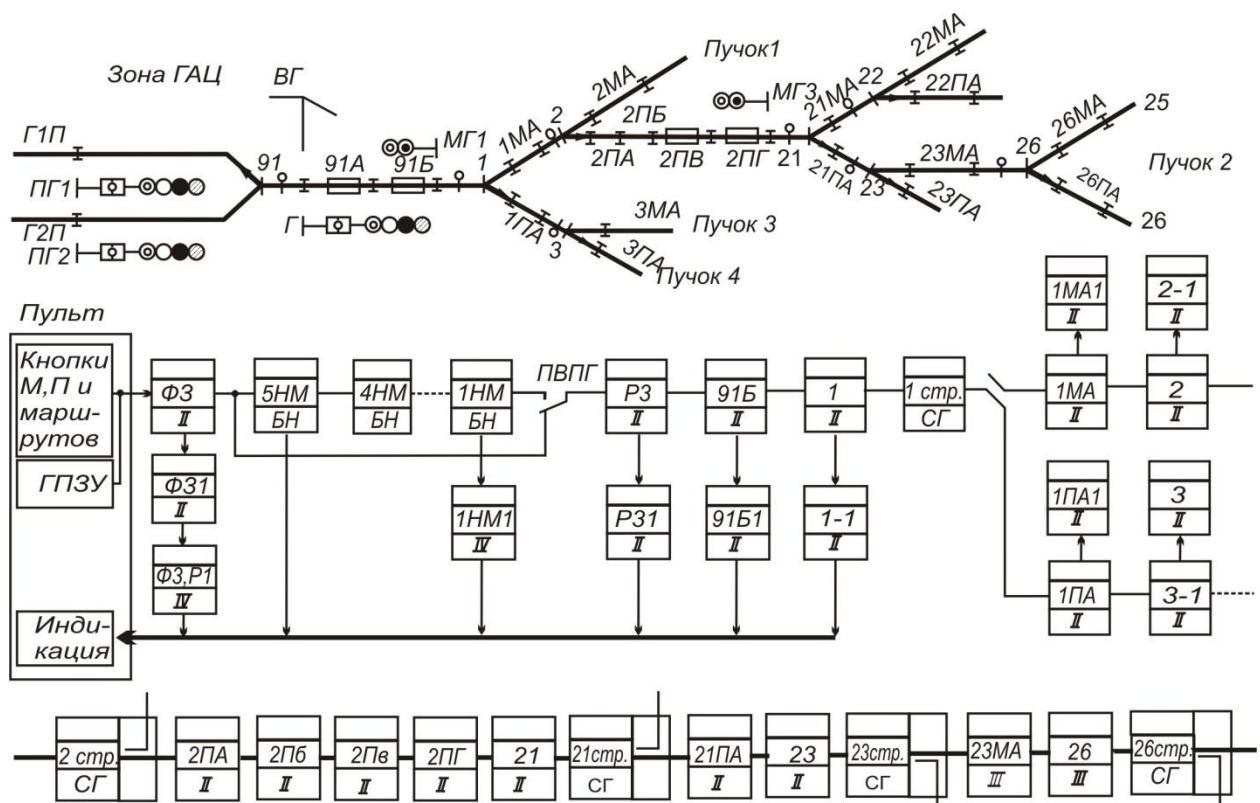 Зона ГАЦ
ВГ
Г1П
ПГ1
Г2П
ПГ2
91
91А
91Б
МГ1
Г
1
1МА
2
2МА
Пучок1
1ПА
3
3МА
Пучок 3
3ПА
Пучок 4
2ПА
2ПБ
2ПВ
2ПГ
МГ3
21
21МА
22
22МА
22ПА
21ПА
23
23МА
23ПА
26
26МА
25
Пучок 2
26ПА
26
Пульт
Кнопки
М,П и
марш-
рутов
ГПЗУ
Инди-
кация
ФЗ
II
ФЗ1
II
ФЗ,Р1
IV
5НМ
БН
4НМ
БН
1НМ
БН
1НМ1
IV
ПВПГ
РЗ
II
РЗ1
II
91Б
II
91Б1
II
1
II
1-1
II
1 стр.
СГ
1МА1
II
1МА
II
2-1
II
2
II
1ПА1
II
1ПА
II
3
II
3-1
II
2 стр.
СГ
2ПА
II
2Пб
II
2Пв
II
2ПГ
II
21
II
21стр.
СГ
21ПА
II
23
II
23стр.
СГ
23МА
III
26
III
26стр.
СГ